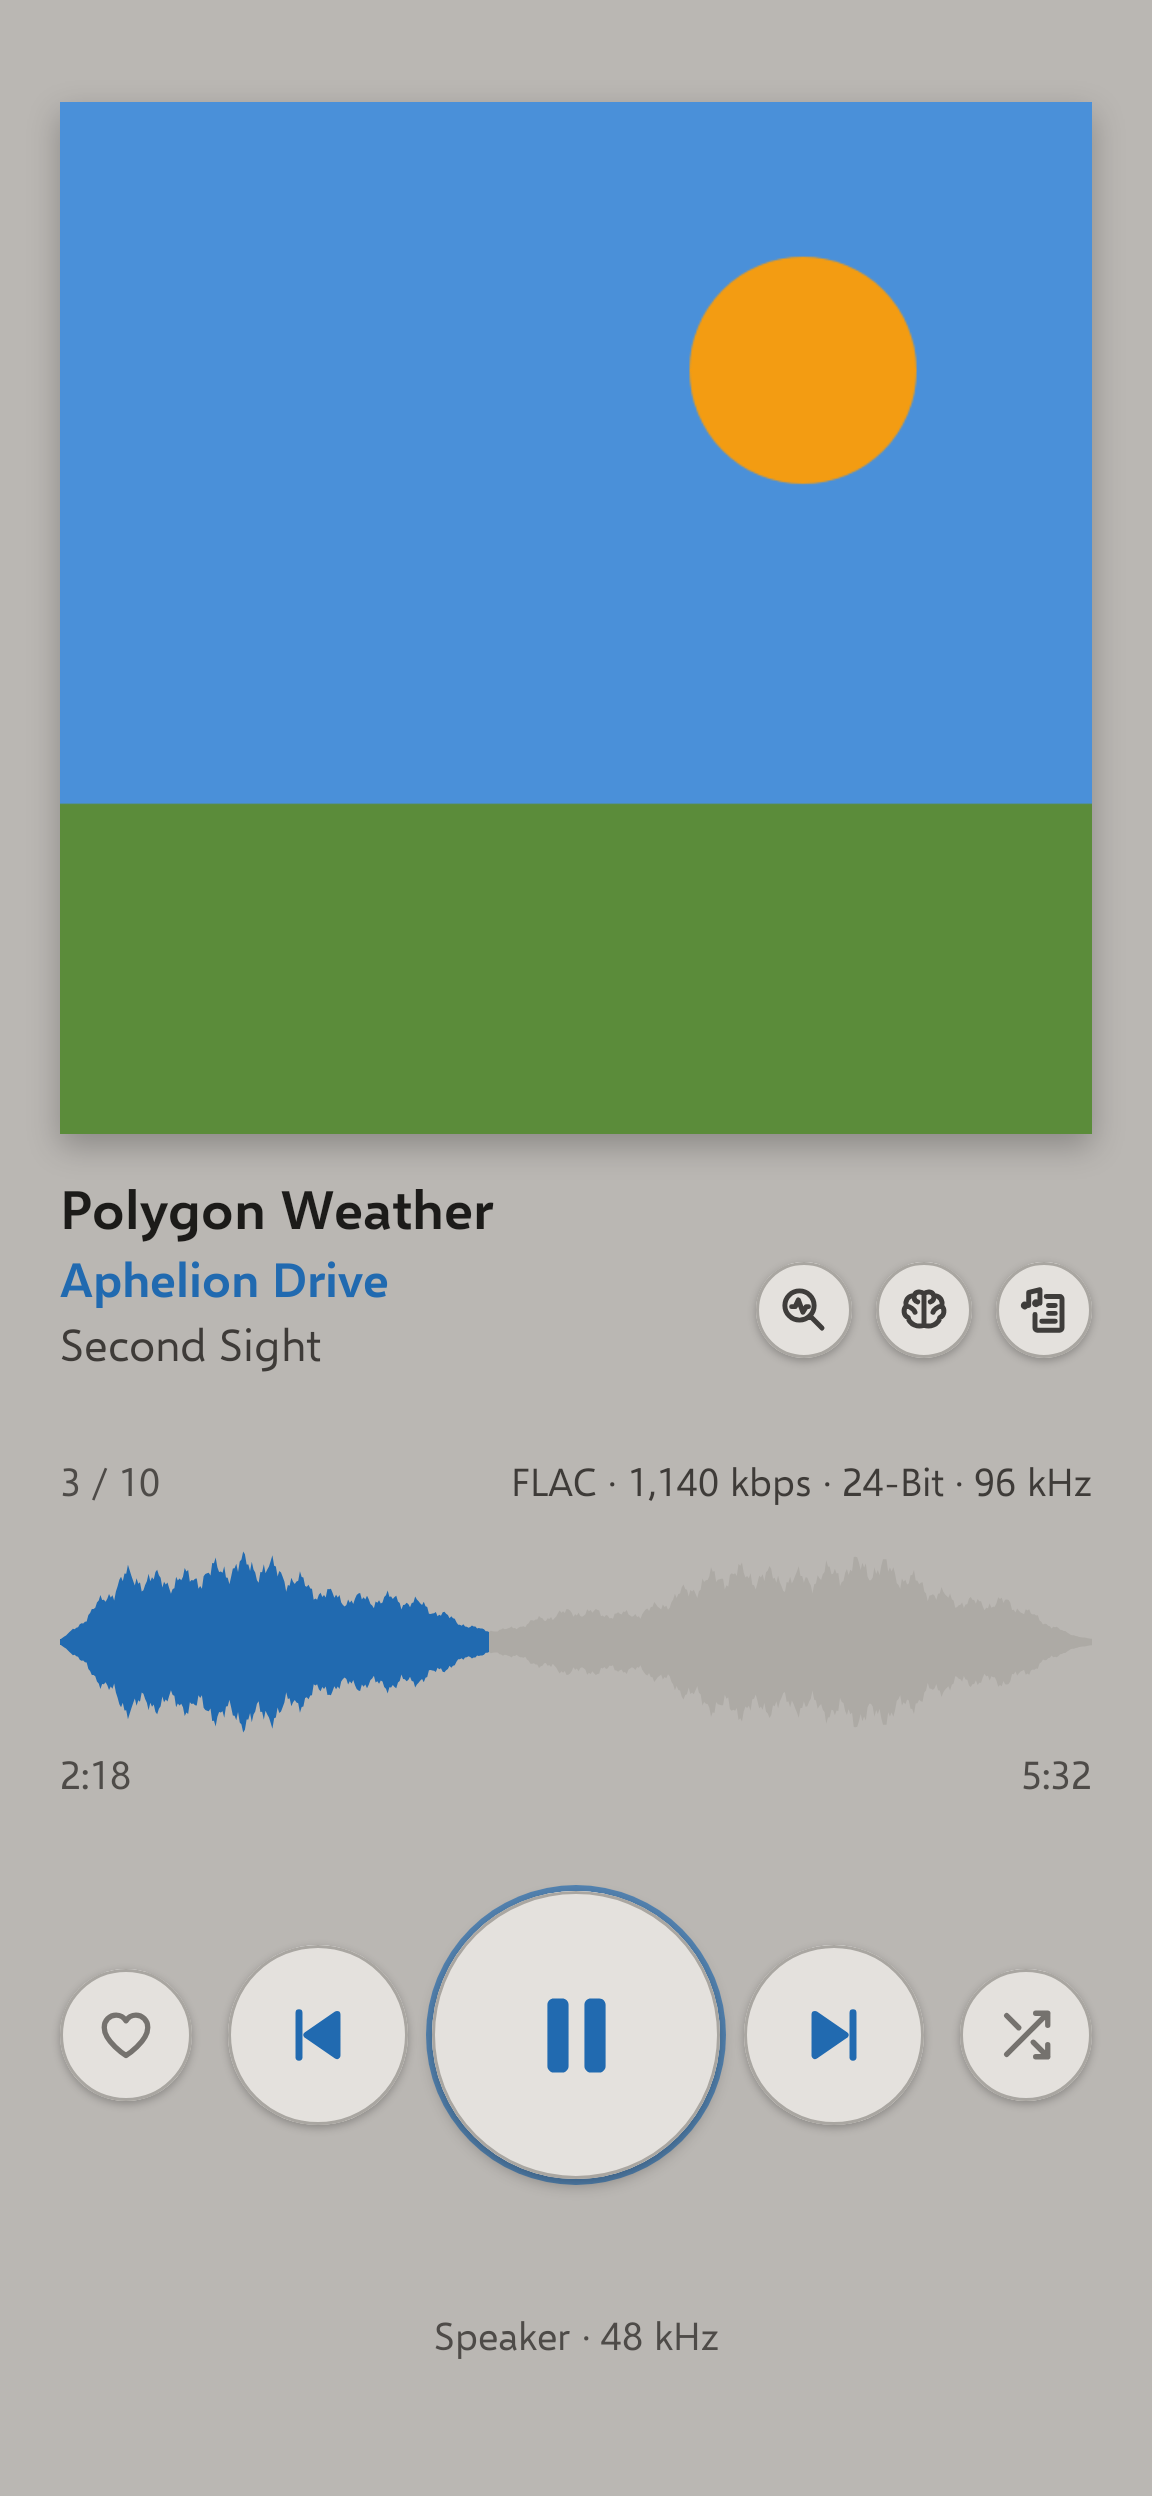 Polygon Weather
Aphelion Drive
Second Sight
3 / 10
FLAC · 1,140 kbps · 24-Bit · 96 kHz
2:18
5:32
Speaker · 48 kHz